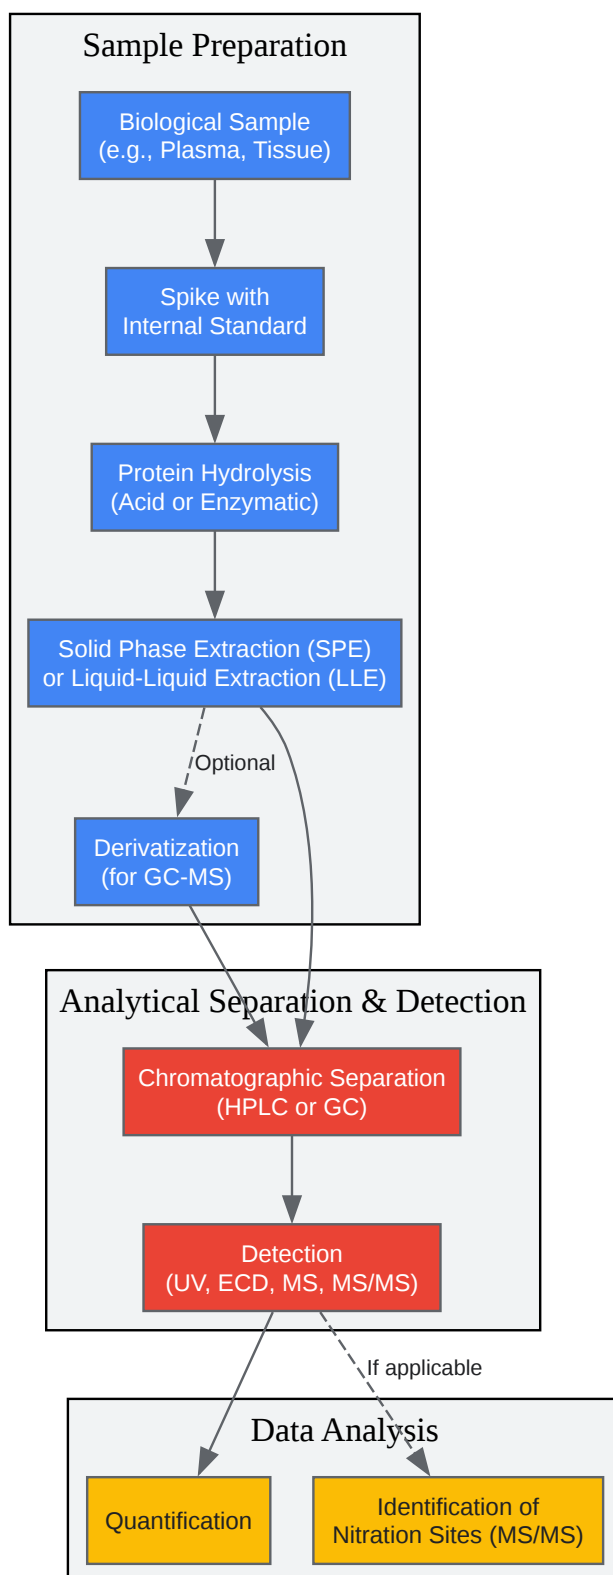 Sample Preparation
Biological Sample
(e.g., Plasma, Tissue)
Spike with
Internal Standard
Protein Hydrolysis
(Acid or Enzymatic)
Solid Phase Extraction (SPE)
or Liquid-Liquid Extraction (LLE)
Optional
Derivatization
(for GC-MS)
Analytical Separation & Detection
Chromatographic Separation
(HPLC or GC)
Detection
(UV, ECD, MS, MS/MS)
If applicable
Data Analysis
Quantification
Identification of
Nitration Sites (MS/MS)